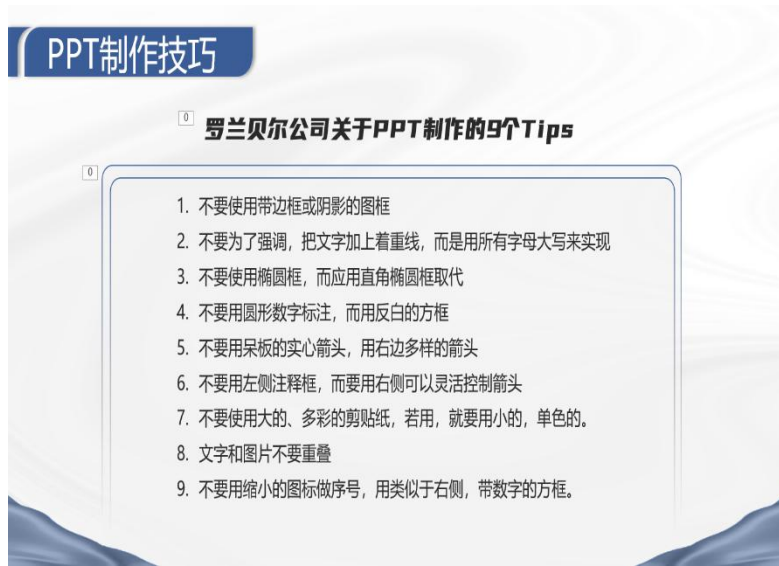 PPT制作技巧
0
罗兰贝尔公司关于PPT制作的9个Tips
0
1. 不要使用带边框或阴影的图框
2. 不要为了强调，把文字加上着重线，而是用所有字母大写来实现
3. 不要使用椭圆框，而应用直角椭圆框取代
4. 不要用圆形数字标注，而用反白的方框
5. 不要用呆板的实心箭头，用右边多样的箭头
6. 不要用左侧注释框，而要用右侧可以灵活控制箭头
7. 不要使用大的、多彩的剪贴纸，若用，就要用小的，单色的。
8. 文字和图片不要重叠
9. 不要用缩小的图标做序号，用类似于右侧，带数字的方框。